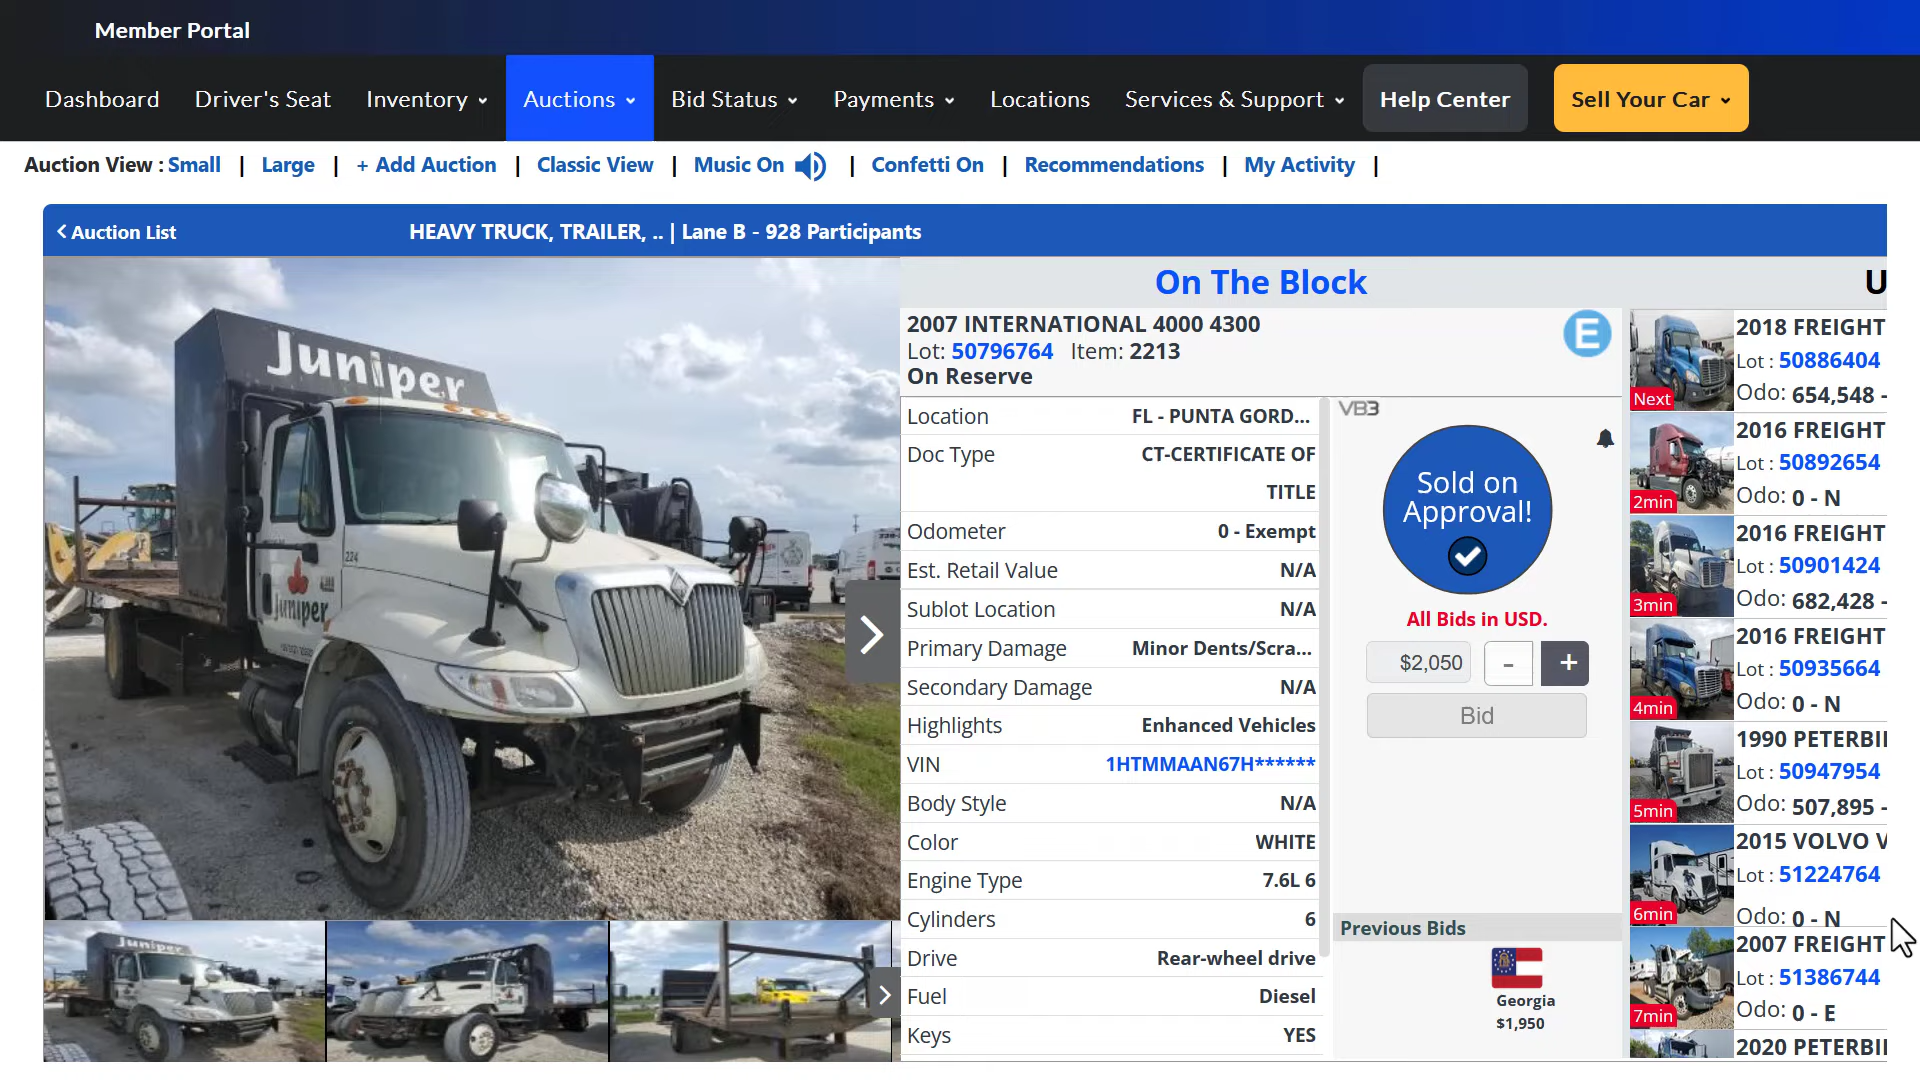 Member Portal
Dashboard Driver's Seat Inventory Auctions Bid Status Payments Locations Services & Support Help Center Sell Your Car
Auction View : Small | Large | + Add Auction | Classic View | Music On | Confetti On | Recommendations | My Activity |
Auction List HEAVY TRUCK, TRAILER, .. | Lane B - 928 Participants
Juniper
224
Juniper
On The Block
2007 INTERNATIONAL 4000 4300
Lot: 50796764 Item: 2213
On Reserve
E
Location FL - PUNTA GORD...
Doc Type CT-CERTIFICATE OF
TITLE
Odometer 0 - Exempt
Est. Retail Value N/A
Sublot Location N/A
Primary Damage Minor Dents/Scra...
Secondary Damage N/A
Highlights Enhanced Vehicles
VIN 1HTMMAAN67H******
Body Style N/A
Color WHITE
Engine Type 7.6L 6
Cylinders 6
Drive Rear-wheel drive
Fuel Diesel
Keys YES
VB3
Sold on
Approval!
All Bids in USD.
$2,050 - +
Bid
Previous Bids
Georgia
$1,950
U
2018 FREIGHT
Lot : 50886404
Odo: 654,548 -
Next
2016 FREIGHT
Lot : 50892654
Odo: 0 - N
2min
2016 FREIGHT
Lot : 50901424
Odo: 682,428 -
3min
2016 FREIGHT
Lot : 50935664
Odo: 0 - N
4min
1990 PETERBI
Lot : 50947954
Odo: 507,895 -
5min
2015 VOLVO V
Lot : 51224764
Odo: 0 - N
6min
2007 FREIGHT
Lot : 51386744
Odo: 0 - E
7min
2020 PETERBI
Juniper